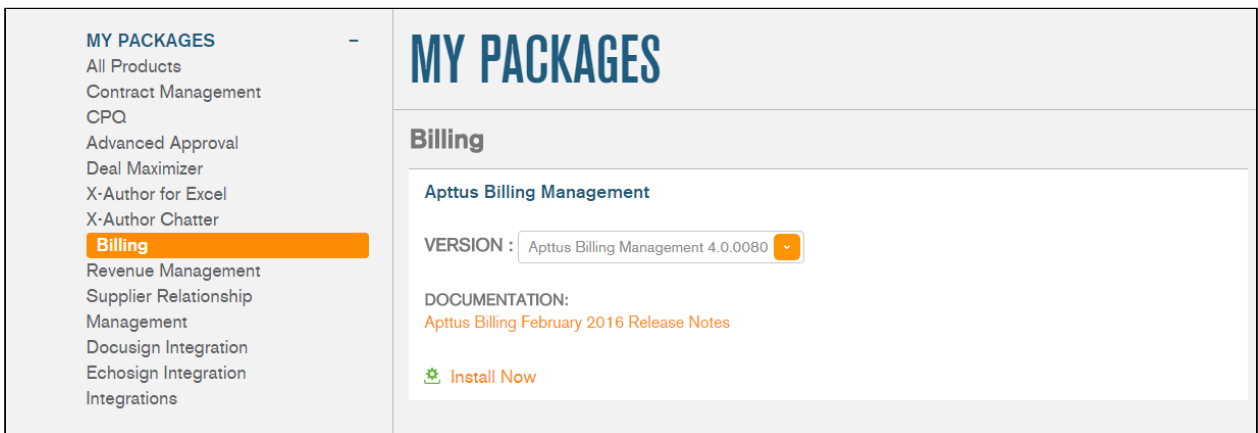 MY PACKAGES –
All Products
Contract Management
CPQ
Advanced Approval
Deal Maximizer
X-Author for Excel
X-Author Chatter
Billing
Revenue Management
Supplier Relationship
Management
Docusign Integration
Echosign Integration
Integrations
MY PACKAGES
Billing
Apttus Billing Management
VERSION : Apttus Billing Management 4.0.0080
DOCUMENTATION:
Apttus Billing February 2016 Release Notes
Install Now